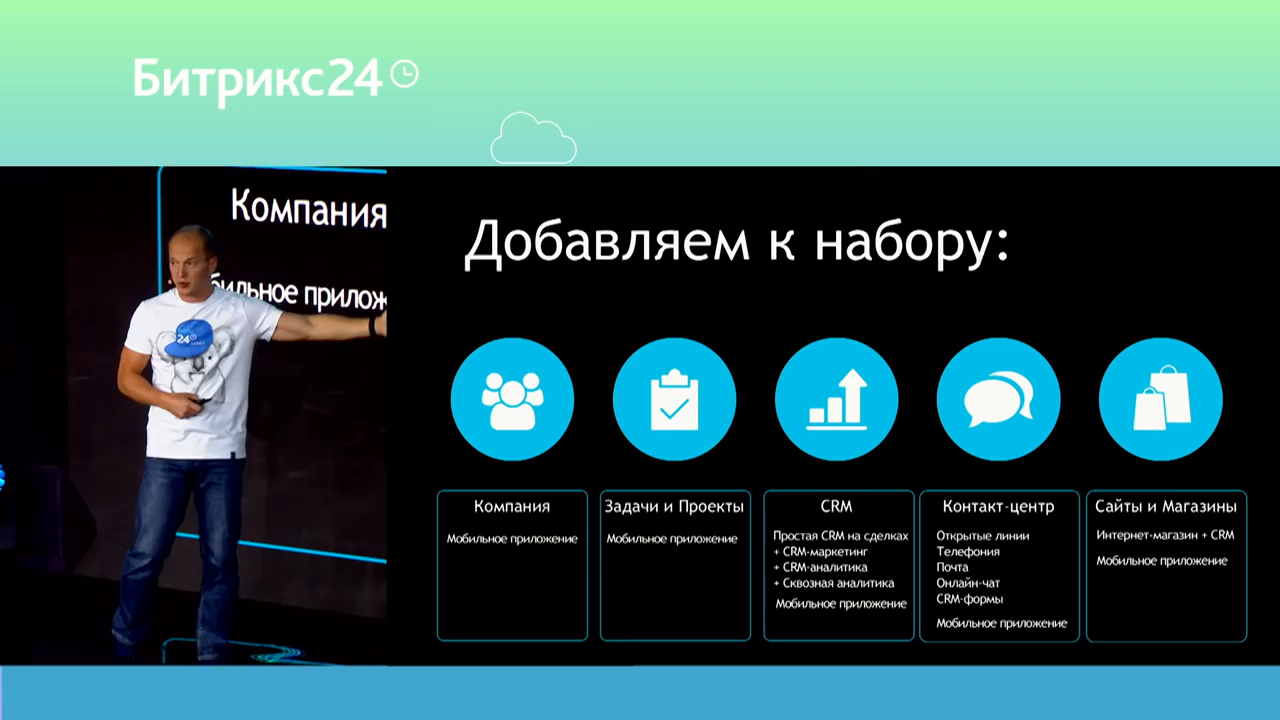 Битрикс24
Компания
Мобильное прилож
24
Добавляем к набору:
Компания
Мобильное приложение
Задачи и Проекты
Мобильное приложение
CRM
Простая CRM на сделках
+ CRM-маркетинг
+ CRM-аналитика
+ Сквозная аналитика
Мобильное приложение
Контакт-центр
Открытые линии
Телефония
Почта
Онлайн-чат
CRM-формы
Мобильное приложение
Сайты и Магазины
Интернет-магазин + CRM
Мобильное приложение